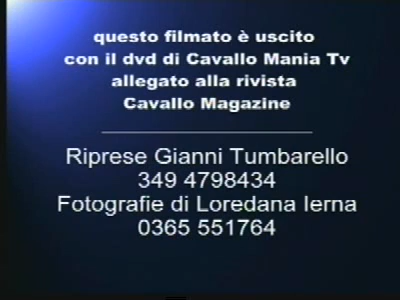 questo filmato è uscito
con il dvd di Cavallo Mania Tv
allegato alla rivista
Cavallo Magazine
Riprese Gianni Tumbarello
349 4798434
Fotografie di Loredana Ierna
0365 551764